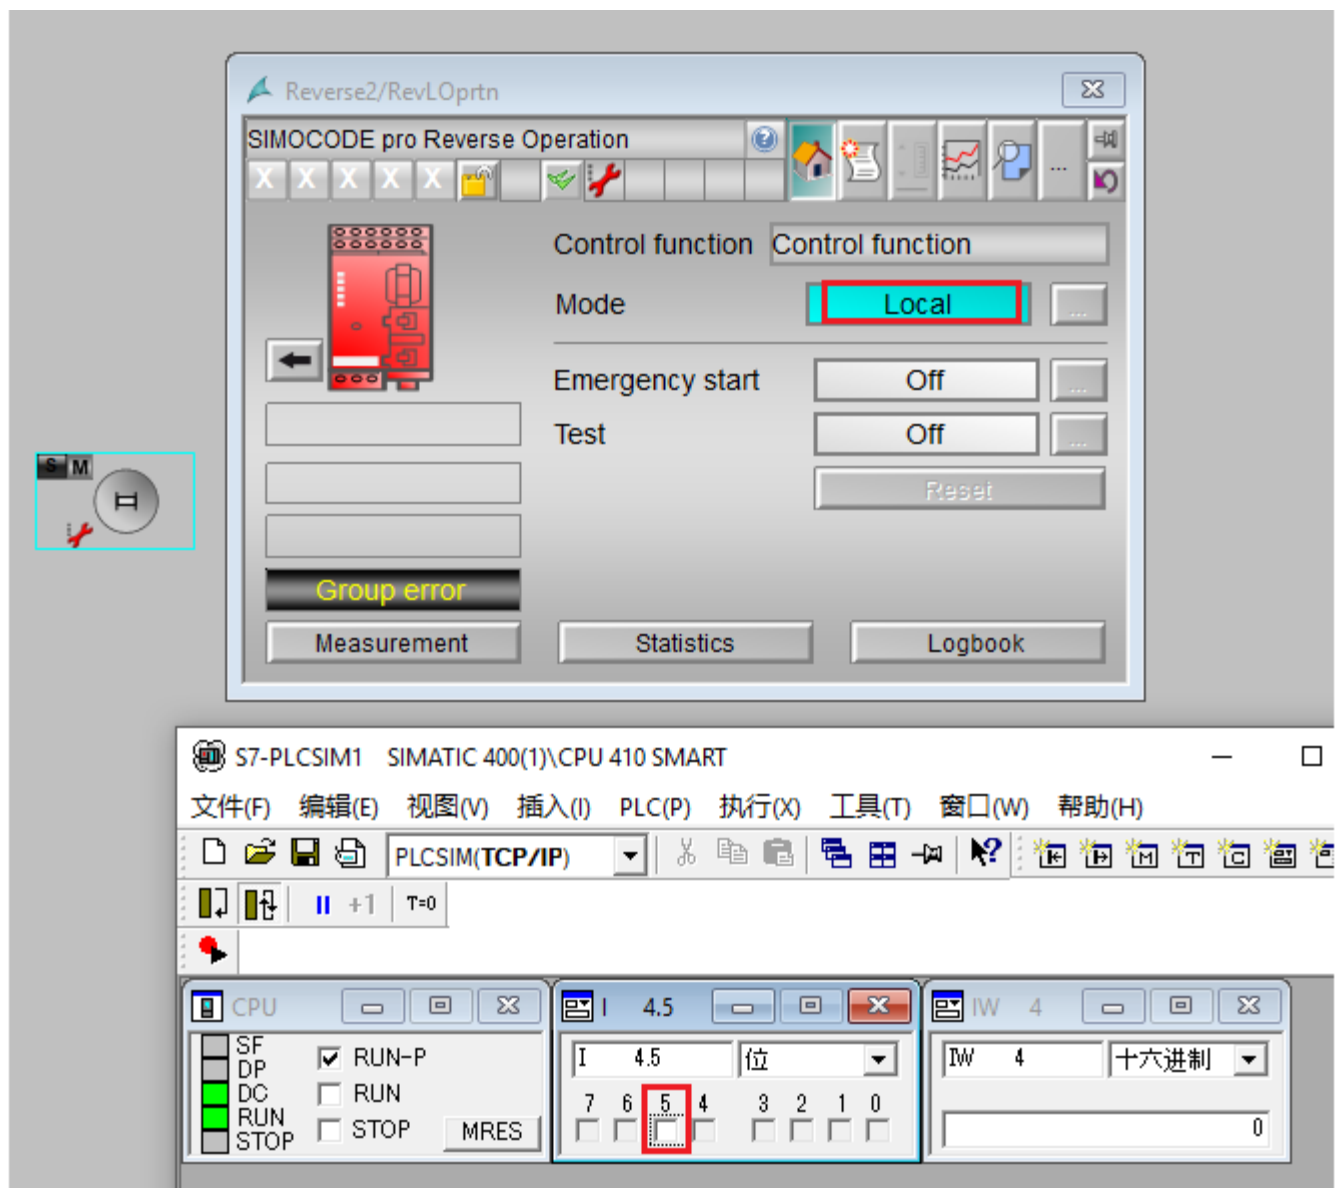 Reverse2/RevLOprtn
SIMOCODE pro Reverse Operation
X X X X X
...
Control function Control function
Mode Local ...
Emergency start Off ...
Test Off ...
Reset
S M
Group error
Measurement Statistics Logbook
S7-PLCSIM1 SIMATIC 400(1)\CPU 410 SMART
文件(F) 编辑(E) 视图(V) 插入(I) PLC(P) 执行(X) 工具(T) 窗口(W) 帮助(H)
PLCSIM(TCP/IP)
+1 T=0
CPU
SF
DP
DC
RUN
STOP
RUN-P
RUN
STOP
MRES
I 4.5
I 4.5 位
7 6 5 4 3 2 1 0
IW 4
IW 4 十六进制
0